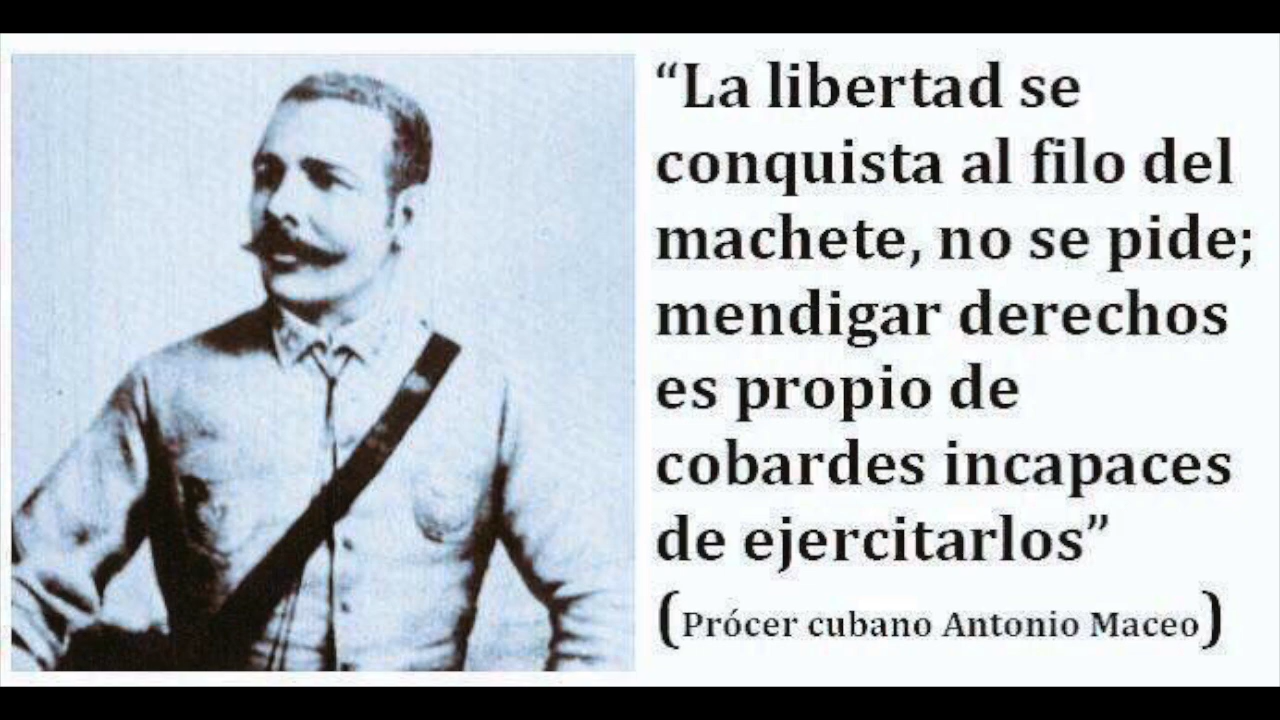 “La libertad se
conquista al filo del
machete, no se pide;
mendigar derechos
es propio de
cobardes incapaces
de ejercitarlos”
(Prócer cubano Antonio Maceo)